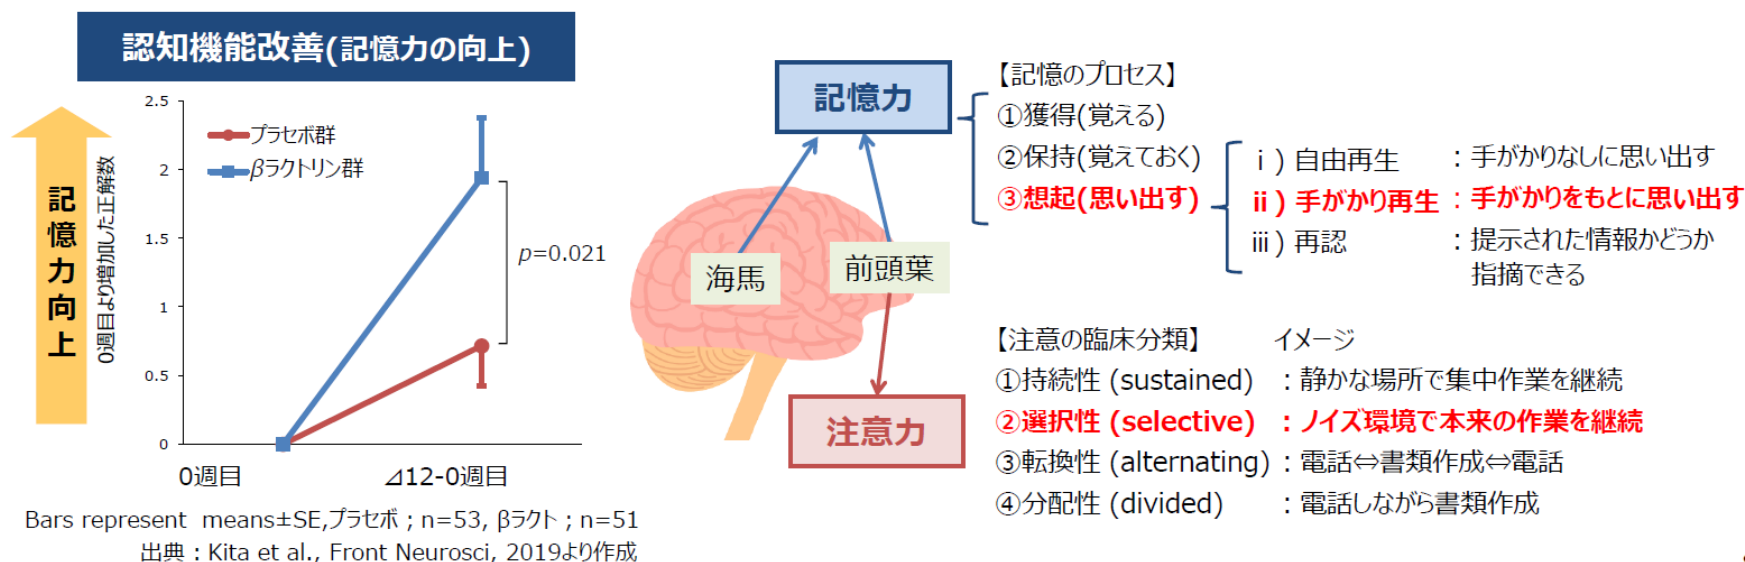 認知機能改善(記憶力の向上)
記憶力向上
0週目より増加した正解数
2.5
2
1.5
1
0.5
0
プラセボ群
βラクトリン群
p=0.021
0週目
⊿12-0週目
Bars represent means±SE,プラセボ ; n=53, βラクト ; n=51
出典 : Kita et al., Front Neurosci, 2019より作成
記憶力
海馬
前頭葉
注意力
【記憶のプロセス】
①獲得(覚える)
②保持(覚えておく)
③想起(思い出す)
ⅰ) 自由再生 : 手がかりなしに思い出す
ⅱ) 手がかり再生 : 手がかりをもとに思い出す
ⅲ) 再認 : 提示された情報かどうか
指摘できる
【注意の臨床分類】 イメージ
①持続性 (sustained) : 静かな場所で集中作業を継続
②選択性 (selective) : ノイズ環境で本来の作業を継続
③転換性 (alternating) : 電話⇔書類作成⇔電話
④分配性 (divided) : 電話しながら書類作成